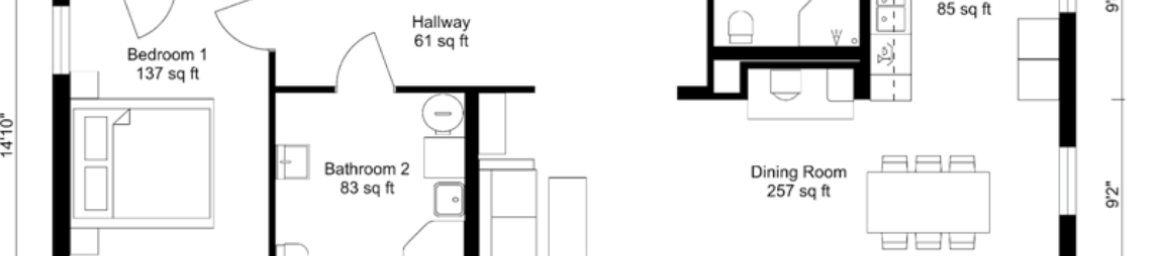 Hallway
61 sq ft
85 sq ft
9'
Bedroom 1
137 sq ft
14'10"
Bathroom 2
83 sq ft
Dining Room
257 sq ft
9'2"